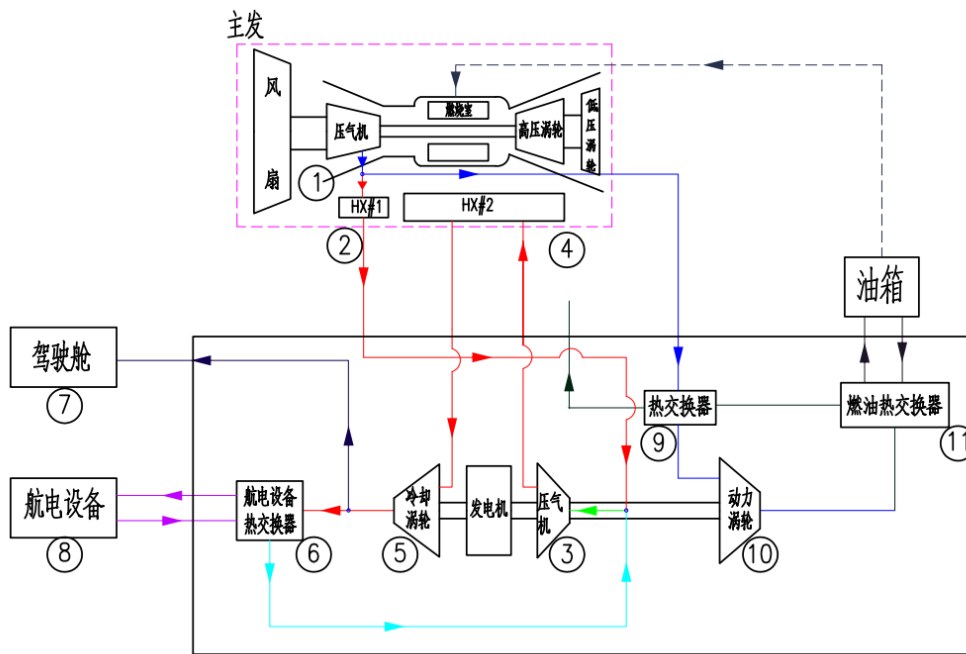 主发
风
扇
压气机
燃烧室
高压涡轮
低
压
涡
轮
①
HX#1
HX#2
②
④
油箱
驾驶舱
⑦
热交换器
⑨
燃油热交换器
⑪
航电设备
⑧
航电设备
热交换器
⑥
冷却
涡轮
⑤
发电机
压气
机
③
动力
涡轮
⑩